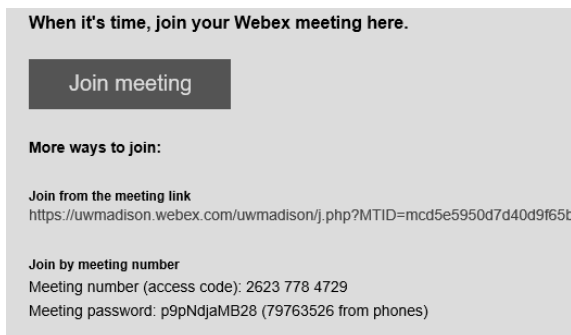 When it's time, join your Webex meeting here.
Join meeting
More ways to join:
Join from the meeting link
https://uwmadison.webex.com/uwmadison/j.php?MTID=mcd5e5950d7d40d9f65b
Join by meeting number
Meeting number (access code): 2623 778 4729
Meeting password: p9pNdjaMB28 (79763526 from phones)